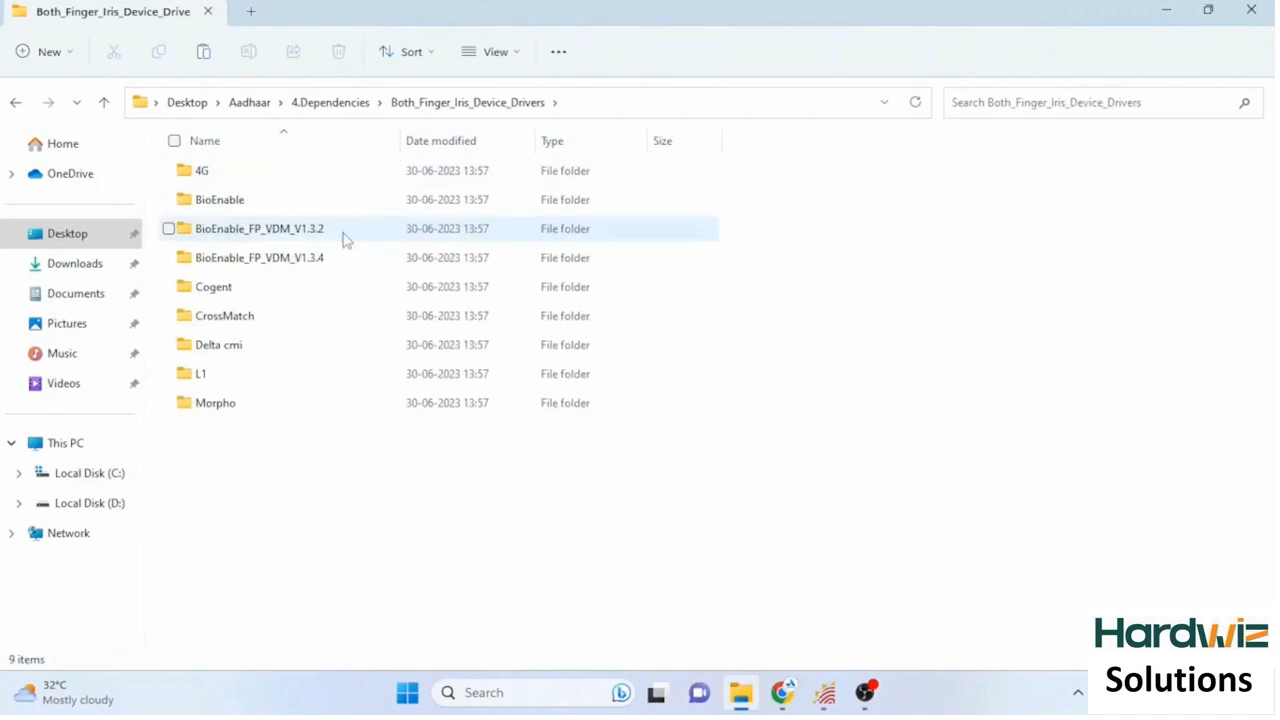 Both_Finger_Iris_Device_Drive
New
Sort
View
Desktop > Aadhaar > 4.Dependencies > Both_Finger_Iris_Device_Drivers >
Search Both_Finger_Iris_Device_Drivers
Name Date modified Type Size
Home
OneDrive
Desktop
Downloads
Documents
Pictures
Music
Videos
This PC
Local Disk (C:)
Local Disk (D:)
Network
4G 30-06-2023 13:57 File folder
BioEnable 30-06-2023 13:57 File folder
BioEnable_FP_VDM_V1.3.2 30-06-2023 13:57 File folder
BioEnable_FP_VDM_V1.3.4 30-06-2023 13:57 File folder
Cogent 30-06-2023 13:57 File folder
CrossMatch 30-06-2023 13:57 File folder
Delta cmi 30-06-2023 13:57 File folder
L1 30-06-2023 13:57 File folder
Morpho 30-06-2023 13:57 File folder
9 items
32°C
Mostly cloudy
Search
Hardwiz
Solutions